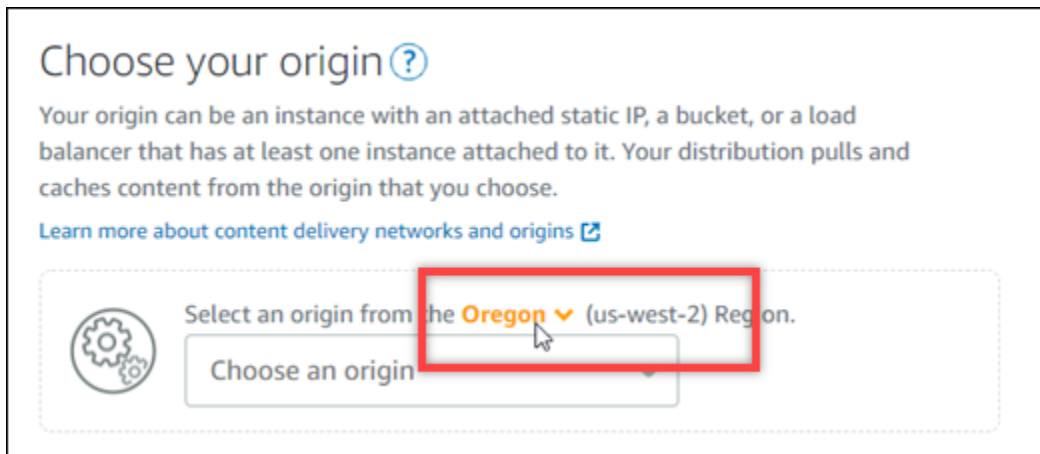 Choose your origin ?
Your origin can be an instance with an attached static IP, a bucket, or a load
balancer that has at least one instance attached to it. Your distribution pulls and
caches content from the origin that you choose.
Learn more about content delivery networks and origins
Select an origin from the Oregon (us-west-2) Region.
Choose an origin